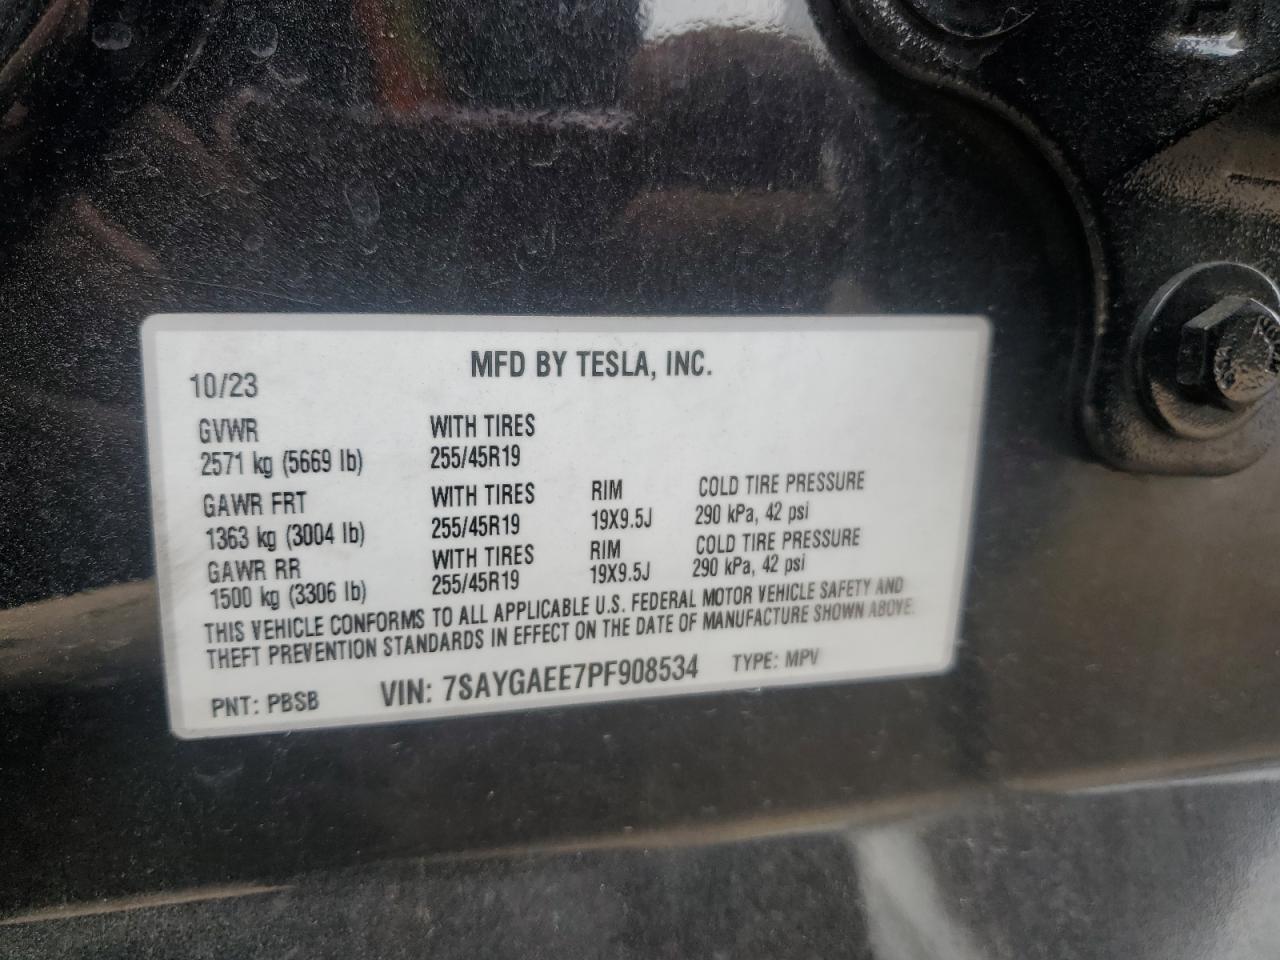 MFD BY TESLA, INC.
10/23
GVWR WITH TIRES
2571 kg (5669 lb) 255/45R19
GAWR FRT WITH TIRES RIM COLD TIRE PRESSURE
1363 kg (3004 lb) 255/45R19 19X9.5J 290 kPa, 42 psi
GAWR RR WITH TIRES RIM COLD TIRE PRESSURE
1500 kg (3306 lb) 255/45R19 19X9.5J 290 kPa, 42 psi
THIS VEHICLE CONFORMS TO ALL APPLICABLE U.S. FEDERAL MOTOR VEHICLE SAFETY AND
THEFT PREVENTION STANDARDS IN EFFECT ON THE DATE OF MANUFACTURE SHOWN ABOVE.
PNT: PBSB VIN: 7SAYGAEE7PF908534 TYPE: MPV